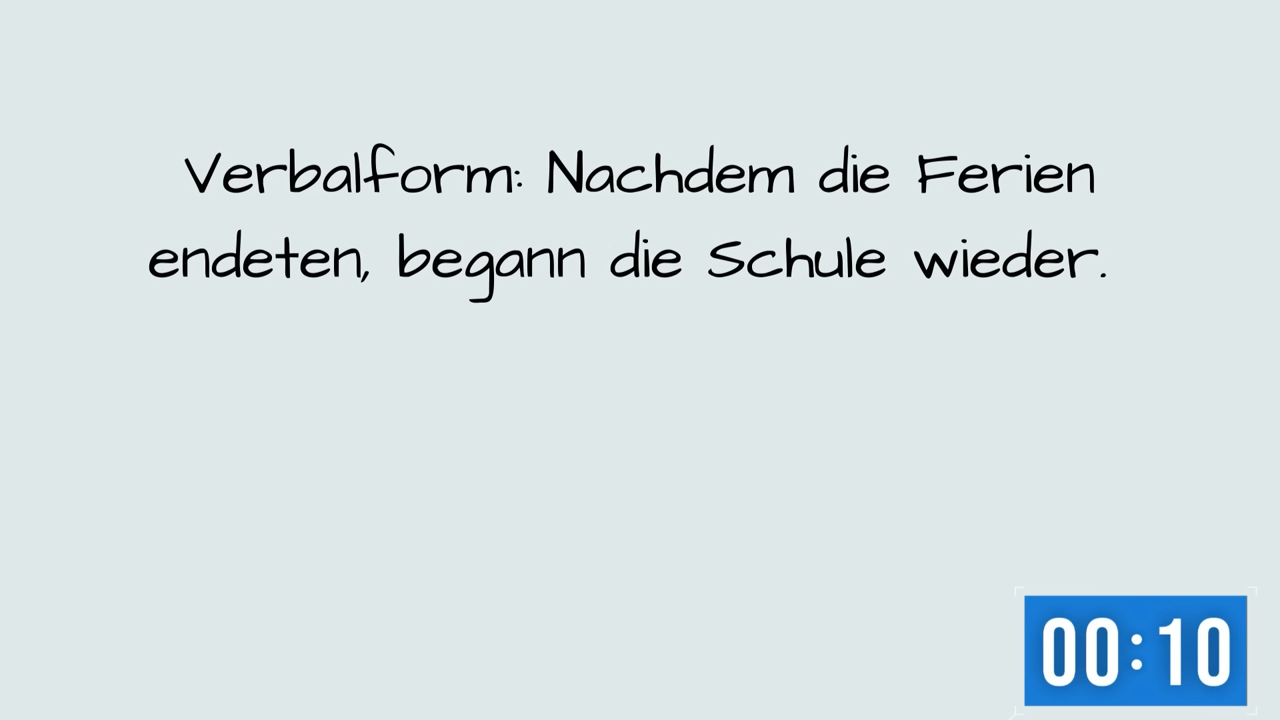 Verbalform: Nachdem die Ferien
endeten, begann die Schule wieder.
00:10